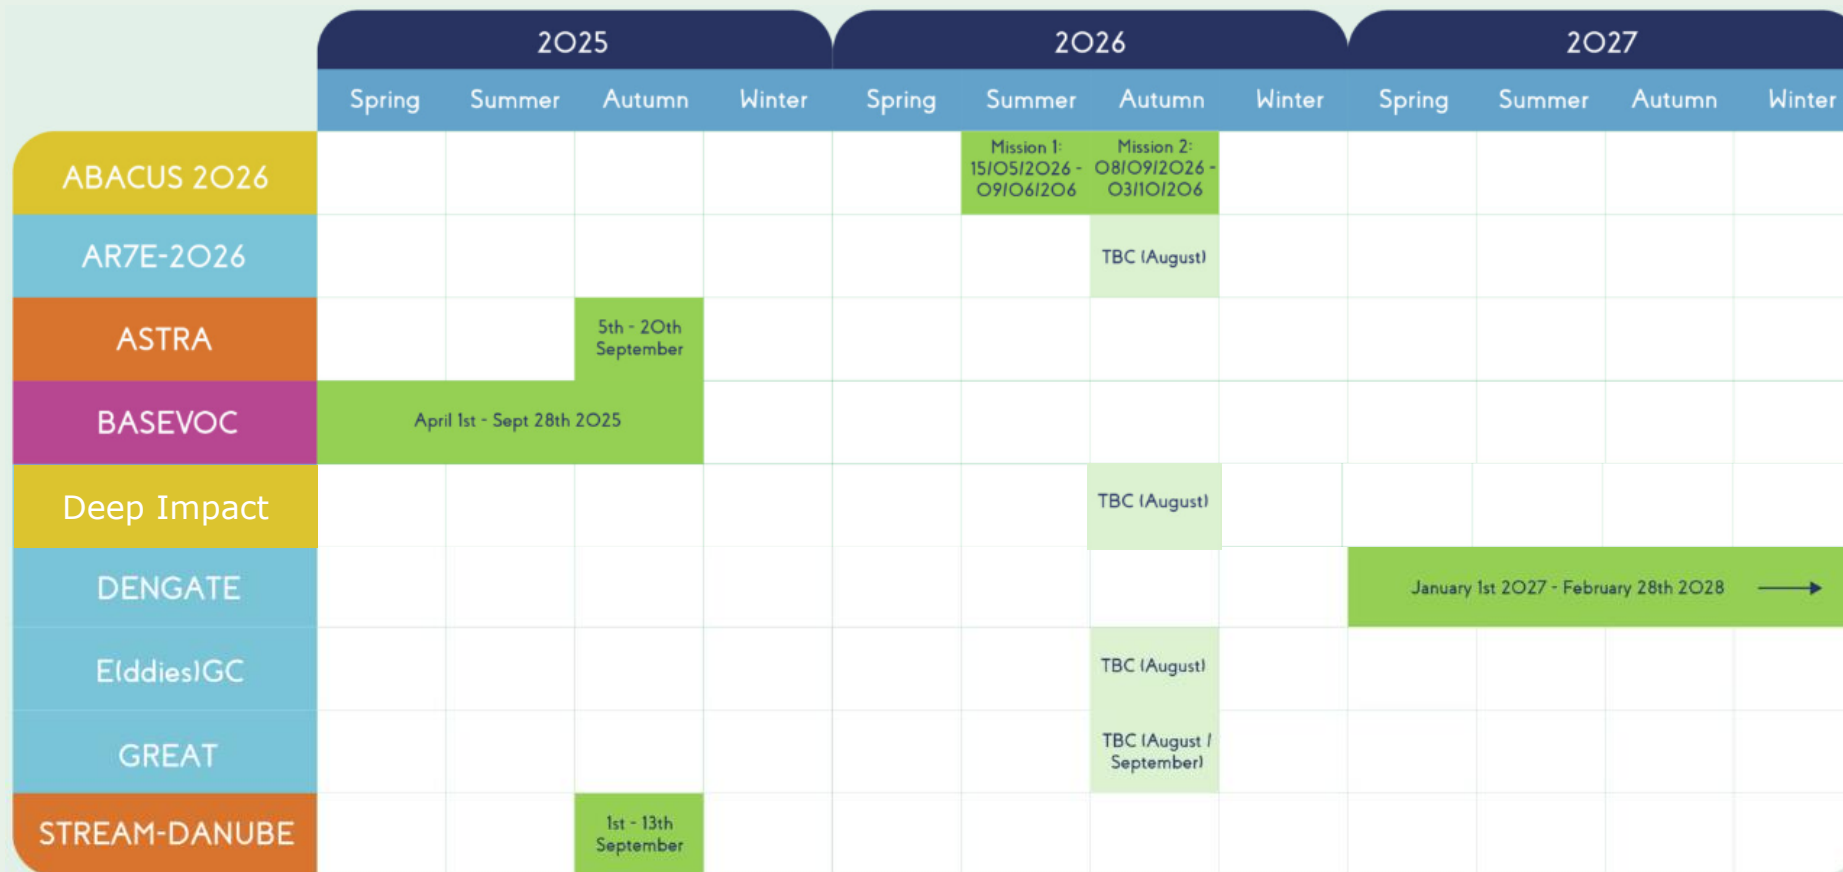 2025 2026 2027
Spring Summer Autumn Winter Spring Summer Autumn Winter Spring Summer Autumn Winter
ABACUS 2026
Mission 1:
15/05/2026 -
09/06/206
Mission 2:
08/09/2026 -
03/10/206
AR7E-2026
TBC (August)
ASTRA
5th - 20th
September
BASEVOC
April 1st - Sept 28th 2025
Deep Impact
TBC (August)
DENGATE
January 1st 2027 - February 28th 2028
E(ddies)GC
TBC (August)
GREAT
TBC (August /
September)
STREAM-DANUBE
1st - 13th
September